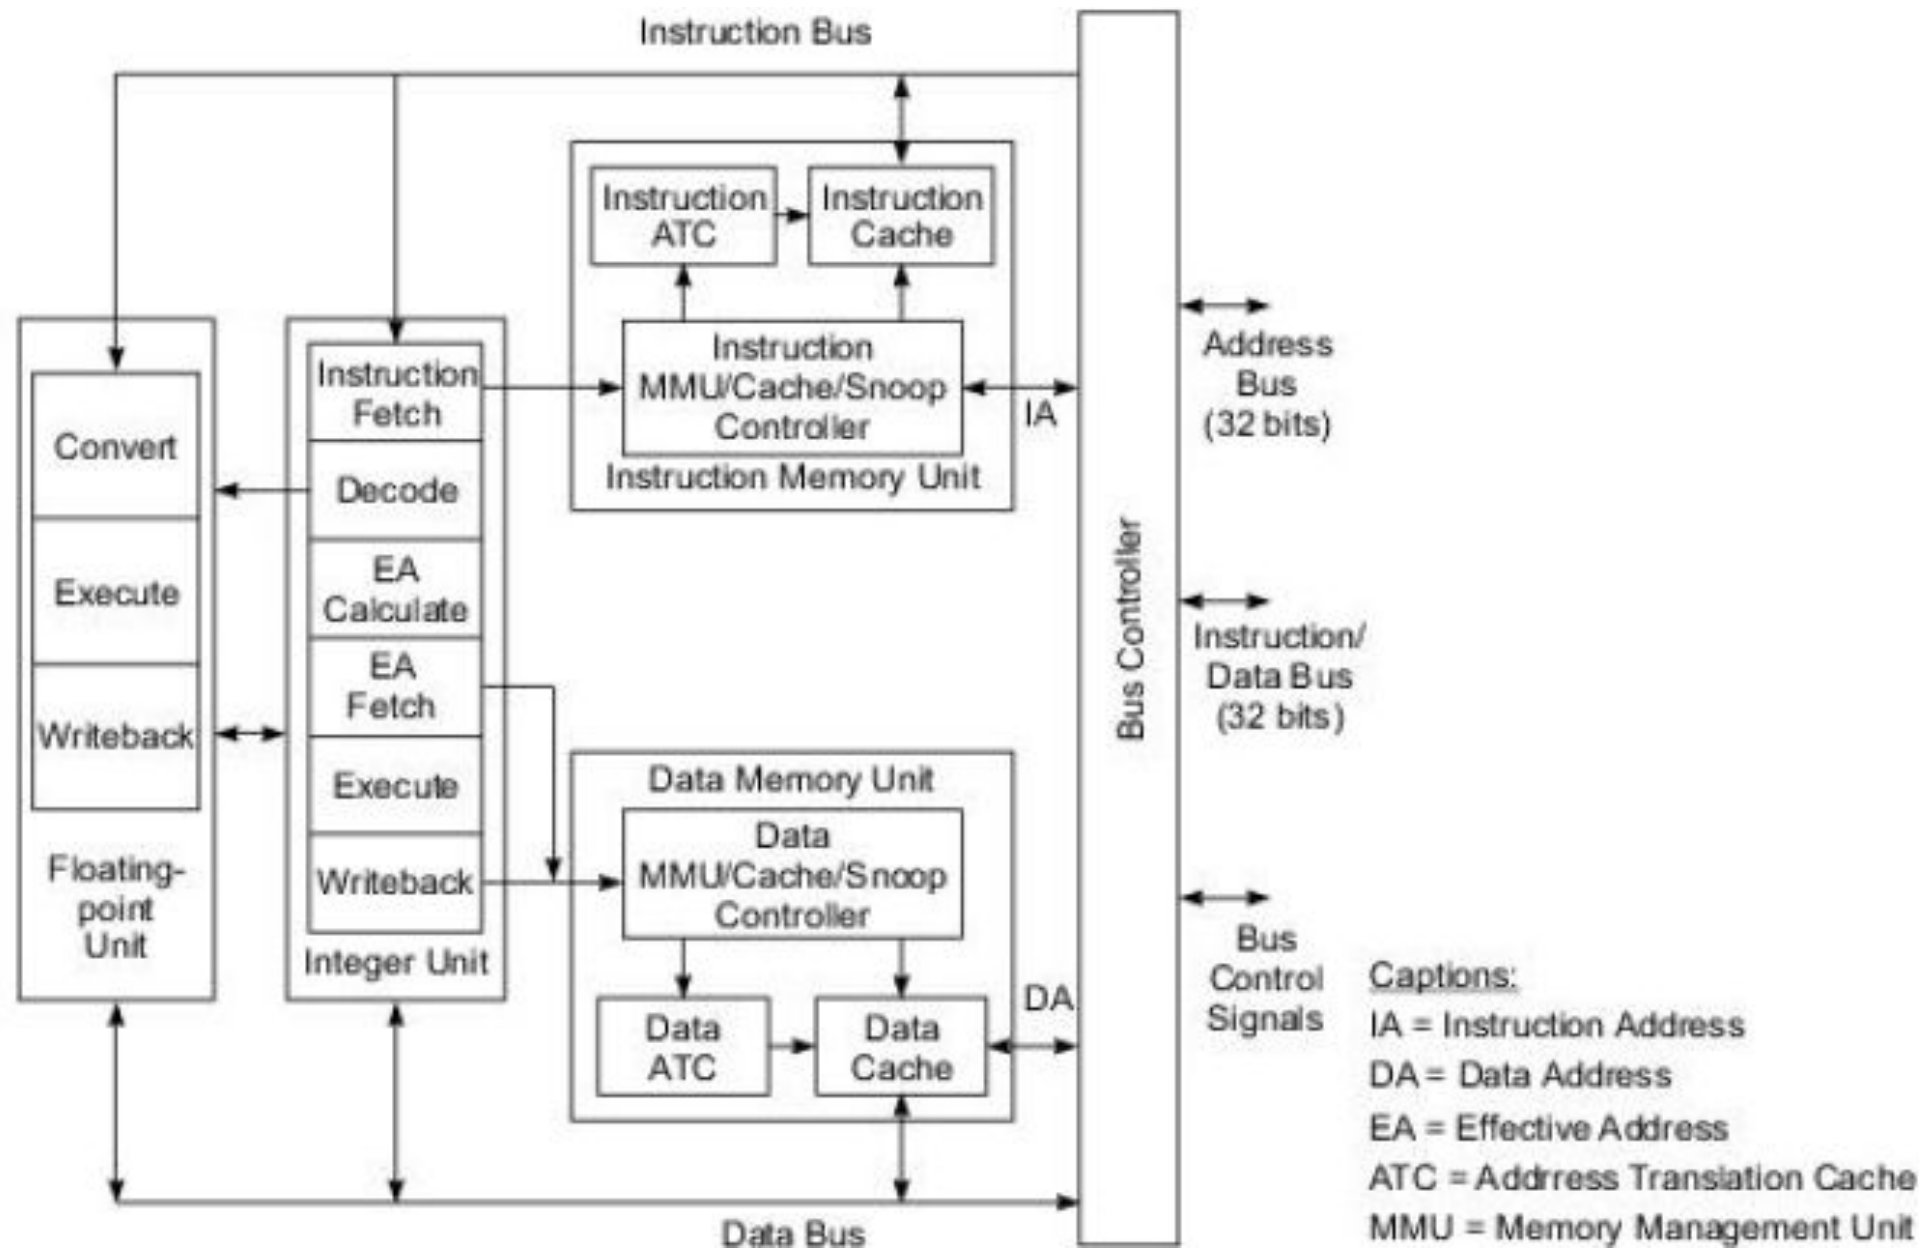 Instruction Bus
Instruction
ATC
Instruction
Cache
Instruction
MMU/Cache/Snoop
Controller
Instruction Memory Unit
IA
Convert
Execute
Writeback
Floating-
point
Unit
Instruction
Fetch
Decode
EA
Calculate
EA
Fetch
Execute
Writeback
Integer Unit
Data Memory Unit
Data
MMU/Cache/Snoop
Controller
Data
ATC
Data
Cache
DA
Data Bus
Bus Controller
Address
Bus
(32 bits)
Instruction/
Data Bus
(32 bits)
Bus
Control
Signals
Captions:
IA = Instruction Address
DA = Data Address
EA = Effective Address
ATC = Addrress Translation Cache
MMU = Memory Management Unit